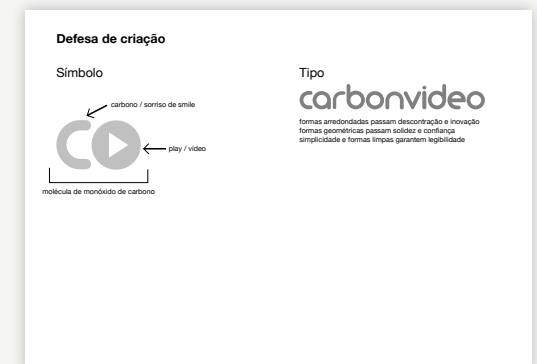 Defesa de criação
Símbolo
carbono / sorriso de smile
play / vídeo
molécula de monóxido de carbono
Tipo
carbonvideo
formas arredondadas passam descontração e inovação
formas geométricas passam solidez e confiança
simplicidade e formas limpas garantem legibilidade